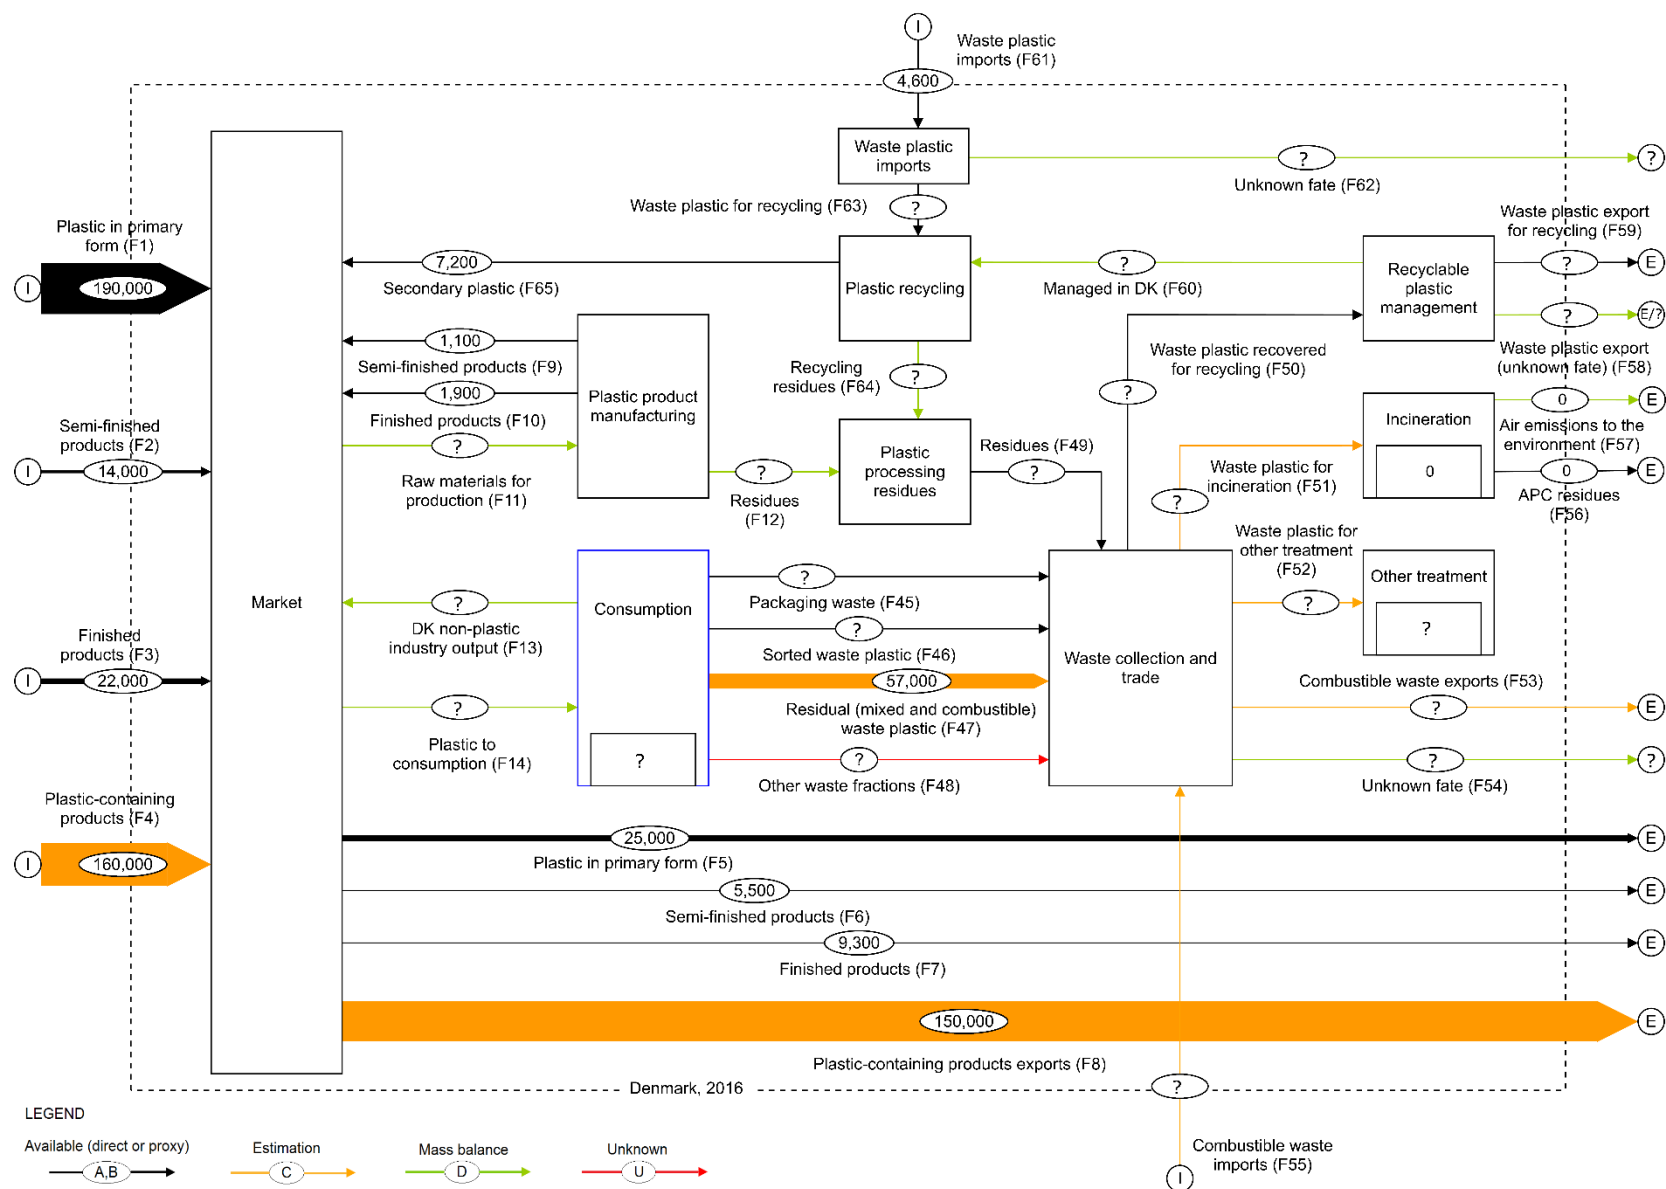 I
Waste plastic
imports (F61)
4,600
Waste plastic
imports
?
Unknown fate (F62)
?
Waste plastic for recycling (F63)
?
Plastic in primary
form (F1)
I
190,000
7,200
Secondary plastic (F65)
Plastic recycling
?
Managed in DK (F60)
Recyclable
plastic
management
Waste plastic export
for recycling (F59)
?
E
?
E/?
Waste plastic export
(unknown fate) (F58)
1,100
Semi-finished products (F9)
1,900
Finished products (F10)
?
Raw materials for
production (F11)
Plastic product
manufacturing
Recycling
residues (F64)
?
Waste plastic recovered
for recycling (F50)
?
Incineration
0
0
E
Air emissions to the
environment (F57)
0
E
APC residues
(F56)
Semi-finished
products (F2)
I
14,000
?
Residues
(F12)
Plastic
processing
residues
Residues (F49)
?
Waste plastic for
incineration (F51)
?
Waste plastic for
other treatment
(F52)
?
Other treatment
?
Market
Finished
products (F3)
I
22,000
?
DK non-plastic
industry output (F13)
?
Plastic to
consumption (F14)
Consumption
?
?
Packaging waste (F45)
?
Sorted waste plastic (F46)
57,000
Residual (mixed and combustible)
waste plastic (F47)
?
Other waste fractions (F48)
Waste collection and
trade
Combustible waste exports (F53)
?
E
?
?
Unknown fate (F54)
Plastic-containing
products (F4)
I
160,000
25,000
E
Plastic in primary form (F5)
5,500
E
Semi-finished products (F6)
9,300
E
Finished products (F7)
150,000
E
Plastic-containing products exports (F8)
?
Denmark, 2016
Combustible waste
imports (F55)
I
LEGEND
Available (direct or proxy)
A,B
Estimation
C
Mass balance
D
Unknown
U